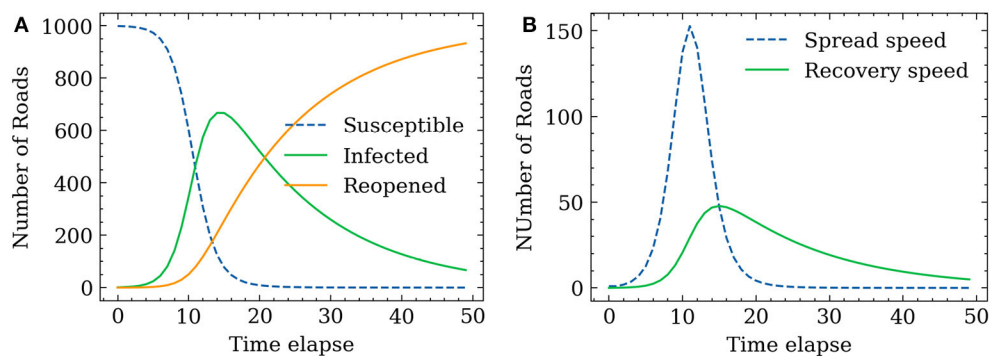 A
1000
800
600
400
200
0
Number of Roads
Susceptible
Infected
Reopened
0 10 20 30 40 50
Time elapse
B
150
100
50
0
NUmber of Roads
Spread speed
Recovery speed
0 10 20 30 40 50
Time elapse